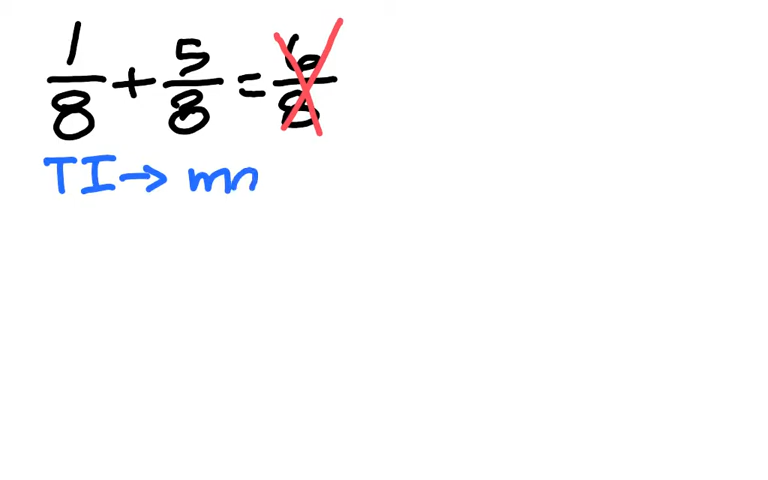 1/8 + 5/8 = 6/8
TI → mn